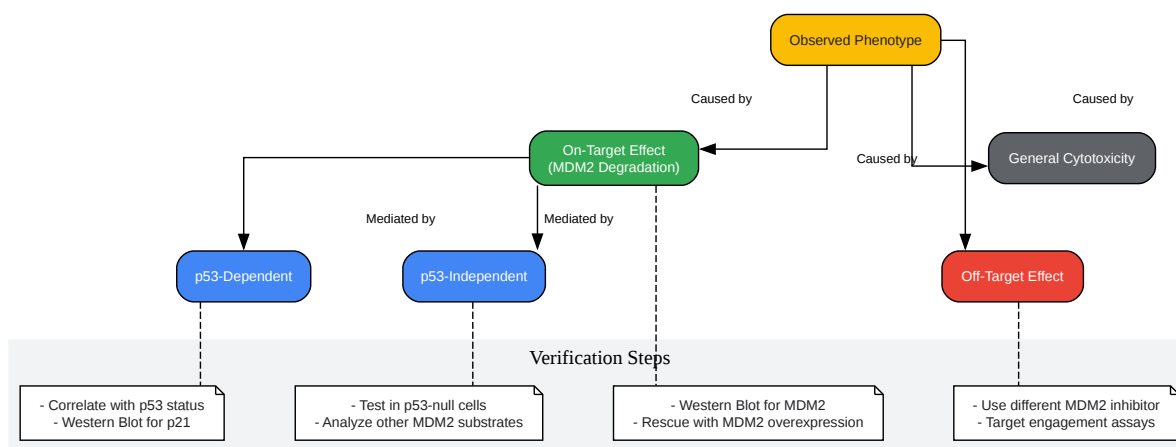 Observed Phenotype
Caused by
Caused by
On-Target Effect
(MDM2 Degradation)
Caused by
General Cytotoxicity
Mediated by
Mediated by
p53-Dependent
p53-Independent
Off-Target Effect
Verification Steps
- Correlate with p53 status
- Western Blot for p21
- Test in p53-null cells
- Analyze other MDM2 substrates
- Western Blot for MDM2
- Rescue with MDM2 overexpression
- Use different MDM2 inhibitor
- Target engagement assays